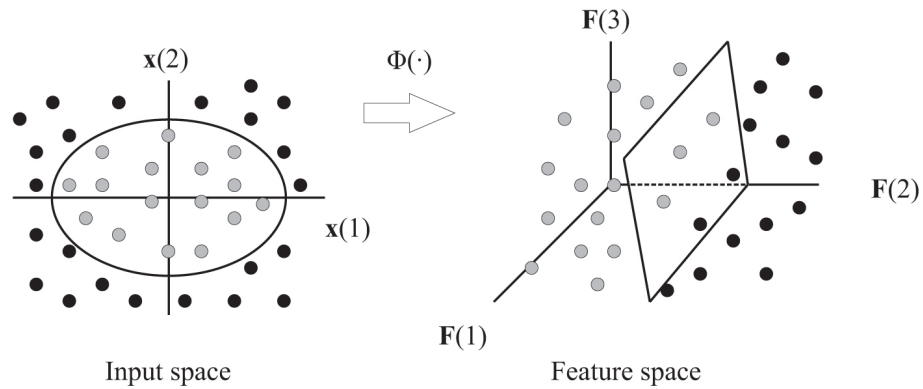 x(2)
x(1)
Input space
Φ(·)
F(3)
F(2)
F(1)
Feature space